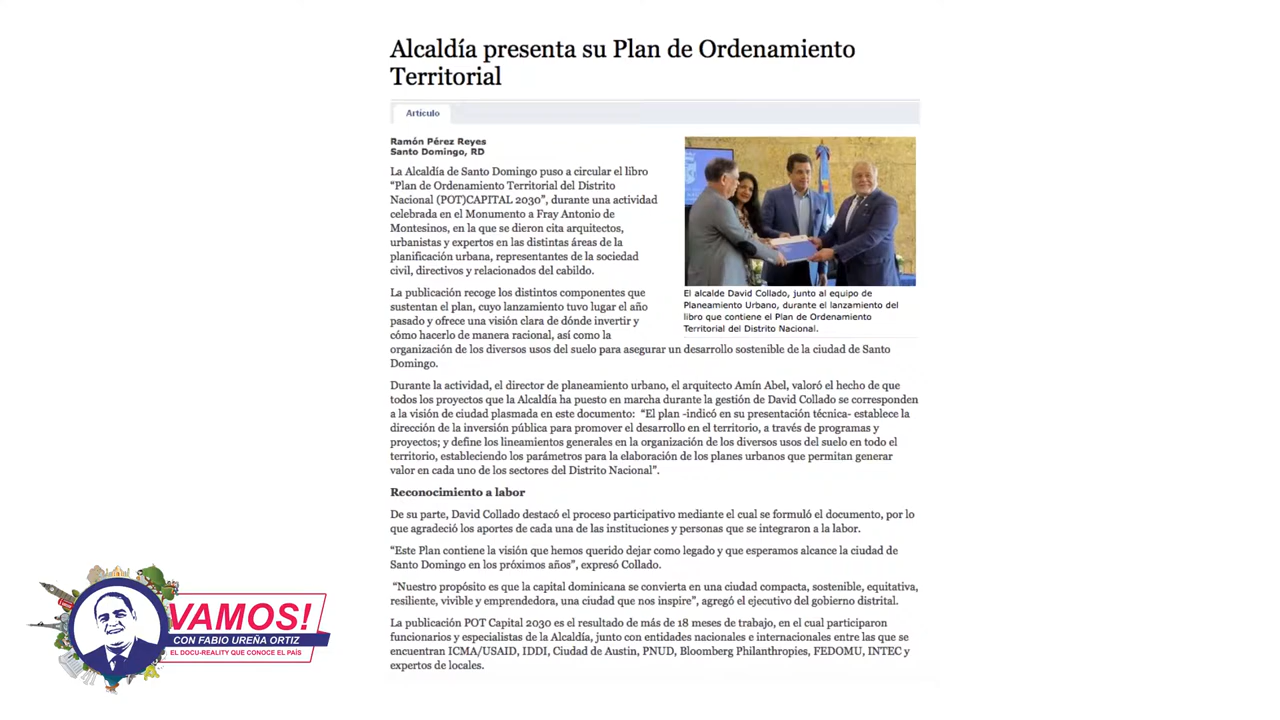 Alcaldía presenta su Plan de Ordenamiento
Territorial
Artículo
Ramón Pérez Reyes
Santo Domingo, RD
La Alcaldía de Santo Domingo puso a circular el libro
“Plan de Ordenamiento Territorial del Distrito
Nacional (POT)CAPITAL 2030”, durante una actividad
celebrada en el Monumento a Fray Antonio de
Montesinos, en la que se dieron cita arquitectos,
urbanistas y expertos en las distintas áreas de la
planificación urbana, representantes de la sociedad
civil, directivos y relacionados del cabildo.
El alcalde David Collado, junto al equipo de
Planeamiento Urbano, durante el lanzamiento del
libro que contiene el Plan de Ordenamiento
Territorial del Distrito Nacional.
La publicación recoge los distintos componentes que
sustentan el plan, cuyo lanzamiento tuvo lugar el año
pasado y ofrece una visión clara de dónde invertir y
cómo hacerlo de manera racional, así como la
organización de los diversos usos del suelo para asegurar un desarrollo sostenible de la ciudad de Santo
Domingo.
Durante la actividad, el director de planeamiento urbano, el arquitecto Amín Abel, valoró el hecho de que
todos los proyectos que la Alcaldía ha puesto en marcha durante la gestión de David Collado se corresponden
a la visión de ciudad plasmada en este documento: “El plan -indicó en su presentación técnica- establece la
dirección de la inversión pública para promover el desarrollo en el territorio, a través de programas y
proyectos; y define los lineamientos generales en la organización de los diversos usos del suelo en todo el
territorio, estableciendo los parámetros para la elaboración de los planes urbanos que permitan generar
valor en cada uno de los sectores del Distrito Nacional”.
Reconocimiento a labor
De su parte, David Collado destacó el proceso participativo mediante el cual se formuló el documento, por lo
que agradeció los aportes de cada una de las instituciones y personas que se integraron a la labor.
“Este Plan contiene la visión que hemos querido dejar como legado y que esperamos alcance la ciudad de
Santo Domingo en los próximos años”, expresó Collado.
“Nuestro propósito es que la capital dominicana se convierta en una ciudad compacta, sostenible, equitativa,
resiliente, vivible y emprendedora, una ciudad que nos inspire”, agregó el ejecutivo del gobierno distrital.
La publicación POT Capital 2030 es el resultado de más de 18 meses de trabajo, en el cual participaron
funcionarios y especialistas de la Alcaldía, junto con entidades nacionales e internacionales entre las que se
encuentran ICMA/USAID, IDDI, Ciudad de Austin, PNUD, Bloomberg Philanthropies, FEDOMU, INTEC y
expertos de locales.
VAMOS!
CON FABIO UREÑA ORTIZ
EL DOCU-REALITY QUE CONOCE EL PAÍS